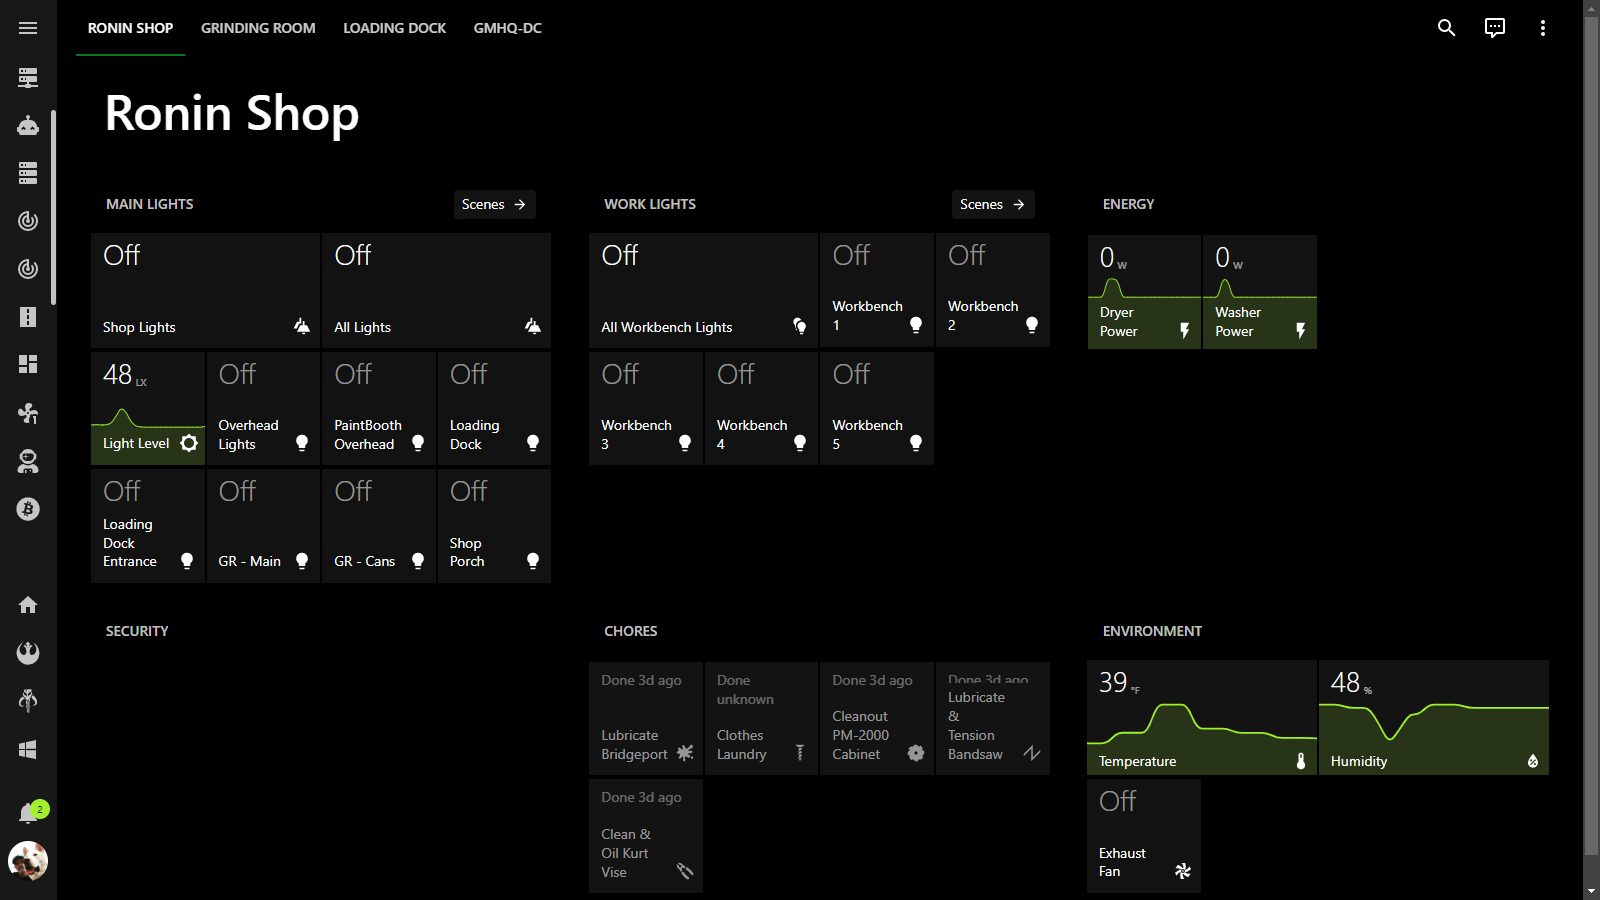 RONIN SHOP GRINDING ROOM LOADING DOCK GMHQ-DC
Ronin Shop
MAIN LIGHTS
Scenes
Off
Shop Lights
Off
All Lights
48 LX
Light Level
Off
Overhead
Lights
Off
PaintBooth
Overhead
Off
Loading
Dock
Off
Loading
Dock
Entrance
Off
GR - Main
Off
GR - Cans
Off
Shop
Porch
WORK LIGHTS
Scenes
Off
All Workbench Lights
Off
Workbench
1
Off
Workbench
2
Off
Workbench
3
Off
Workbench
4
Off
Workbench
5
ENERGY
0 W
Dryer
Power
0 W
Washer
Power
SECURITY
CHORES
Done 3d ago
Lubricate
Bridgeport
Done
unknown
Clothes
Laundry
Done 3d ago
Cleanout
PM-2000
Cabinet
Done 3d ago
Lubricate
&
Tension
Bandsaw
Done 3d ago
Clean &
Oil Kurt
Vise
ENVIRONMENT
39 °F
Temperature
48 %
Humidity
Off
Exhaust
Fan
1
2